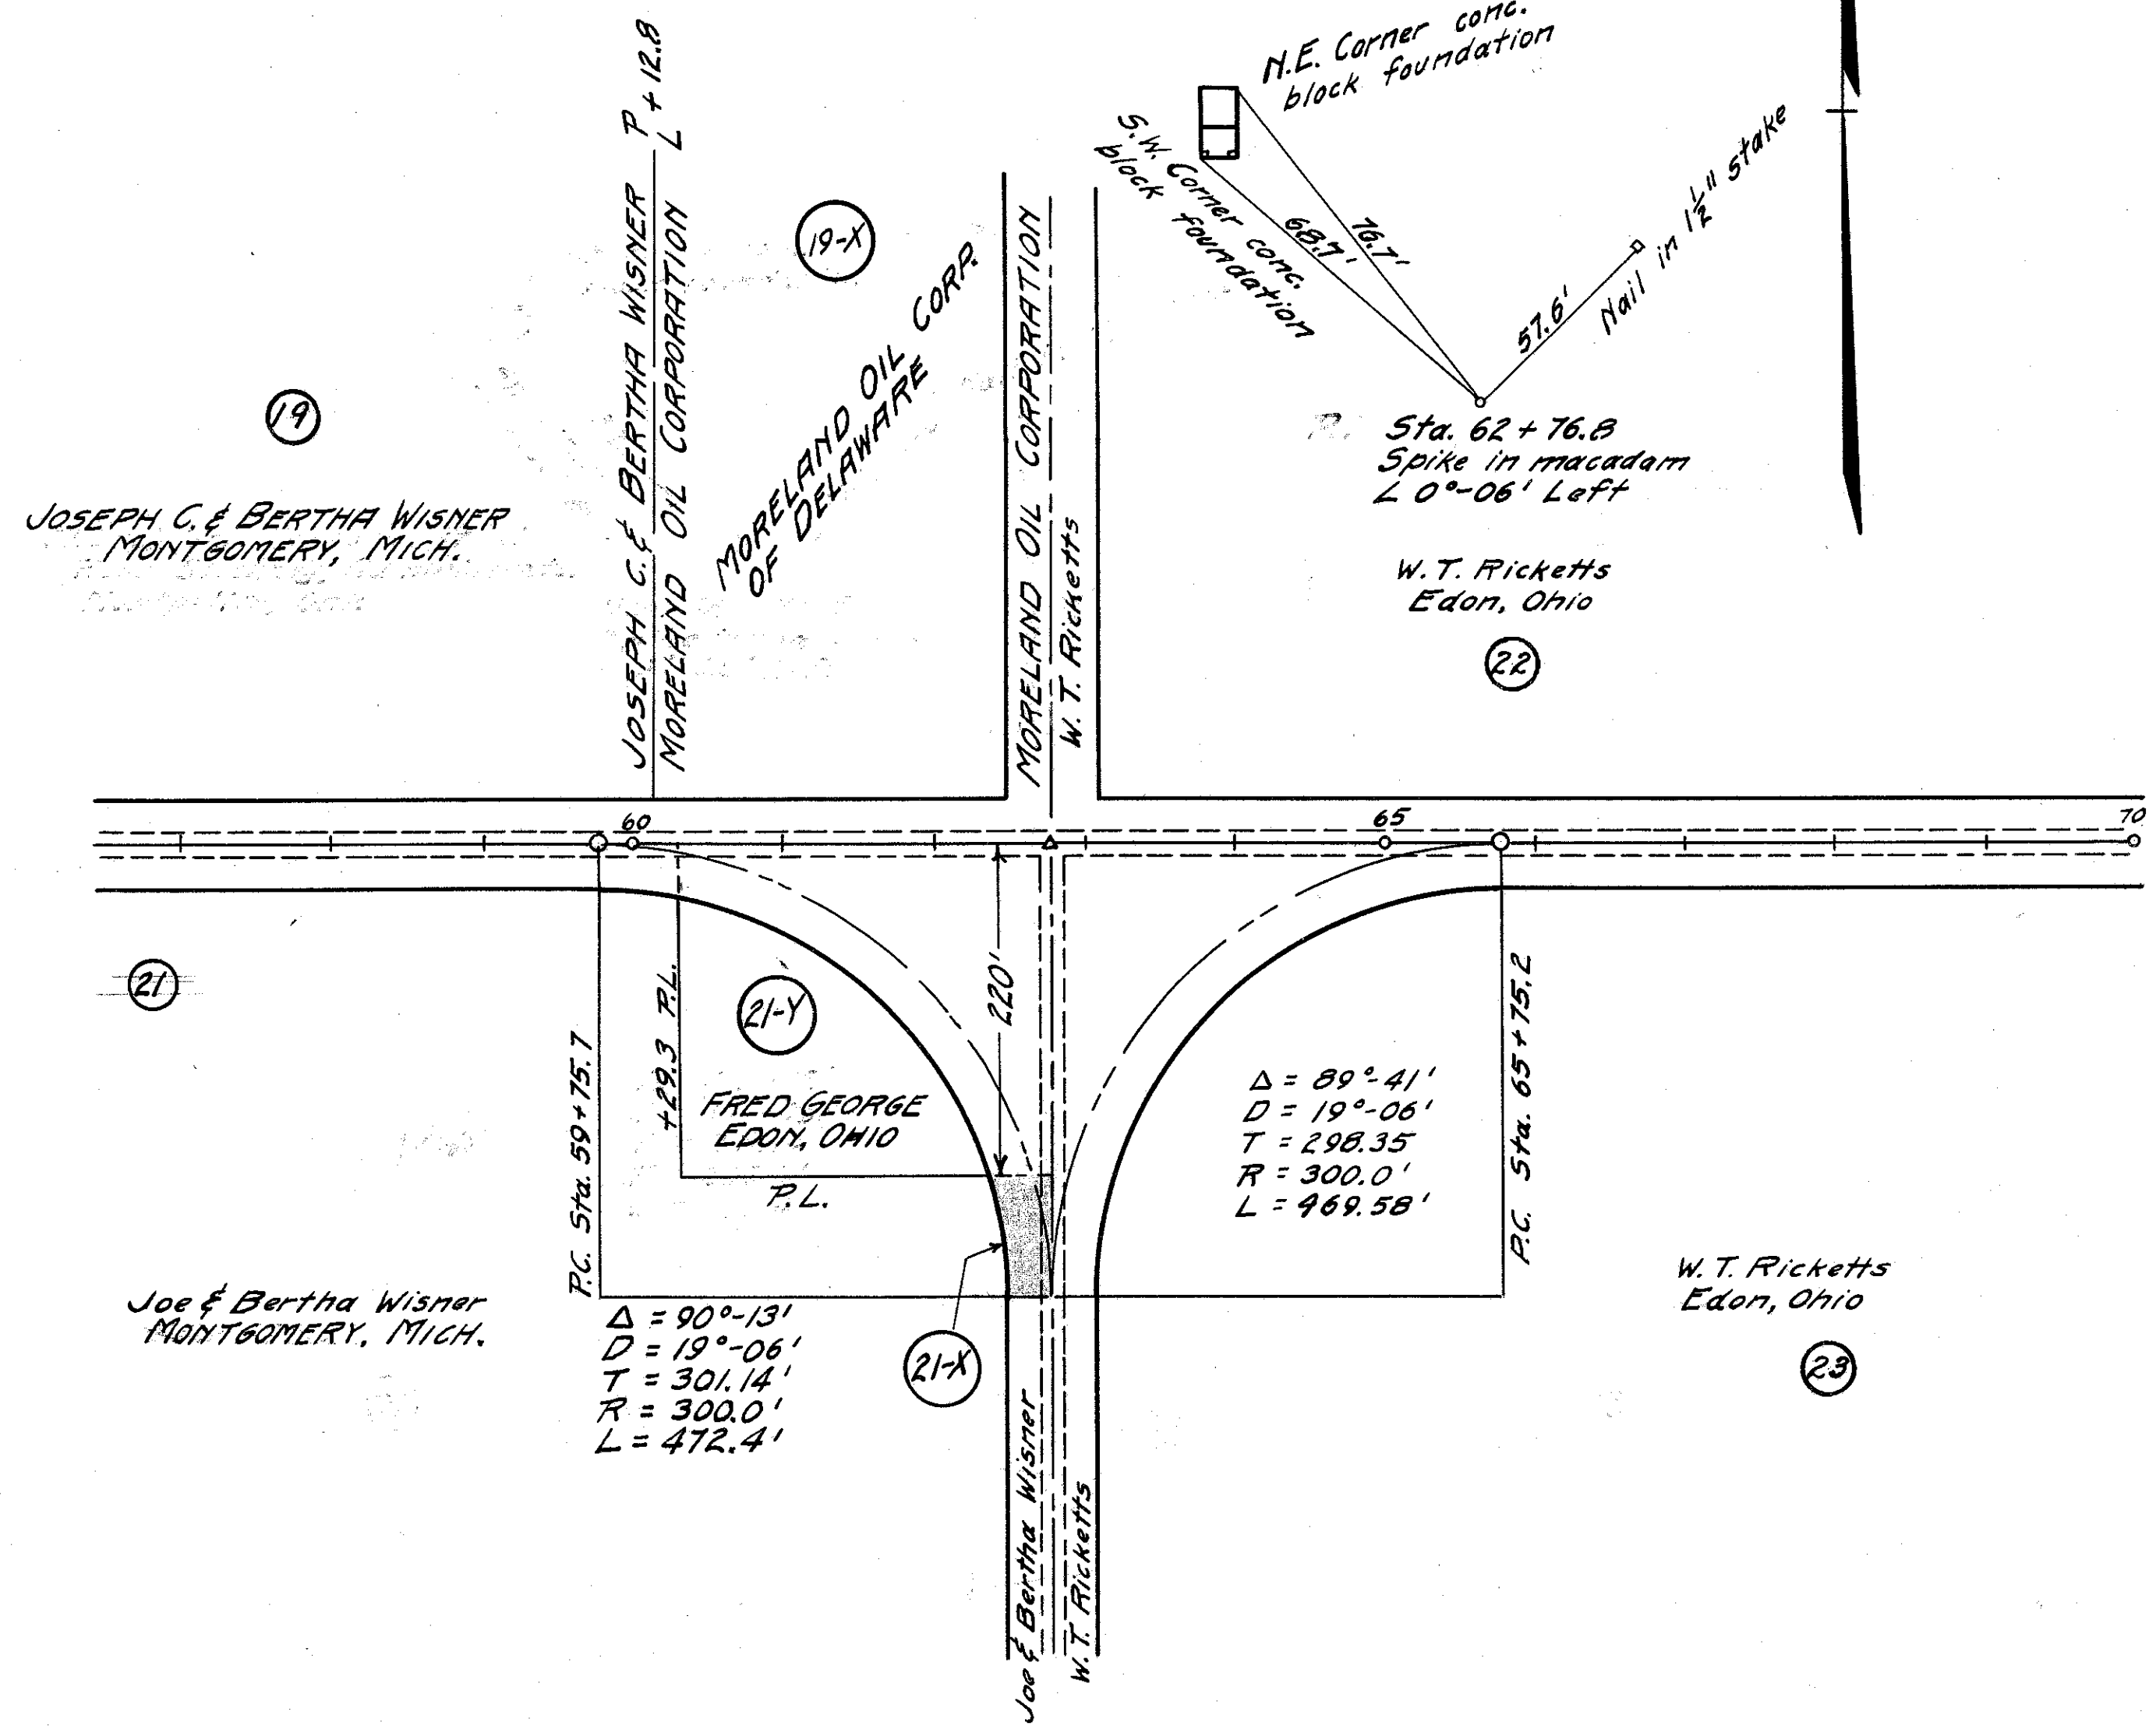 N.E. Corner conc.
block foundation
S.W. Corner conc.
block foundation
68.7'
76.7'
57.6'
Nail in 1½" stake
Sta. 62 + 76.8
Spike in macadam
∠ 0°-06' Left
W. T. Ricketts
Edon, Ohio
22
19
JOSEPH C. & BERTHA WISNER
MONTGOMERY, MICH.
JOSEPH C. & BERTHA WISNER
MORELAND OIL CORPORATION
P
L
+ 12.8
19-X
MORELAND OIL CORP.
OF DELAWARE
MORELAND OIL CORPORATION
W. T. Ricketts
60
65
70
21
P.C. Sta. 59+75.7
+29.3 P.L.
21-Y
FRED GEORGE
EDON, OHIO
P.L.
220'
Δ = 89°-41'
D = 19°-06'
T = 298.35
R = 300.0'
L = 469.58'
P.C. Sta. 65+75.2
Joe & Bertha Wisner
MONTGOMERY, MICH.
Δ = 90°-13'
D = 19°-06'
T = 301.14'
R = 300.0'
L = 472.4'
21-X
Joe & Bertha Wisner
W. T. Ricketts
W. T. Ricketts
Edon, Ohio
23